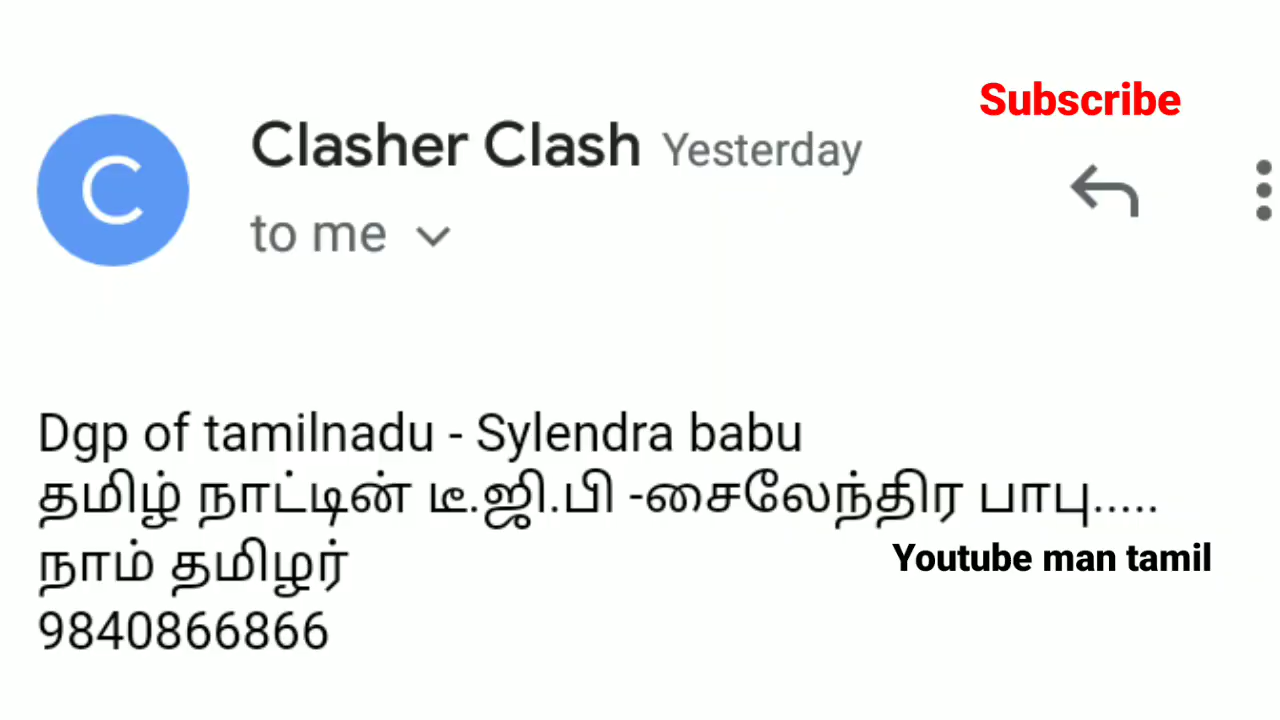 Subscribe
C
Clasher Clash Yesterday
to me
Dgp of tamilnadu - Sylendra babu
தமிழ் நாட்டின் டீ.ஜி.பி -சைலேந்திர பாபு.....
நாம் தமிழர்
Youtube man tamil
9840866866